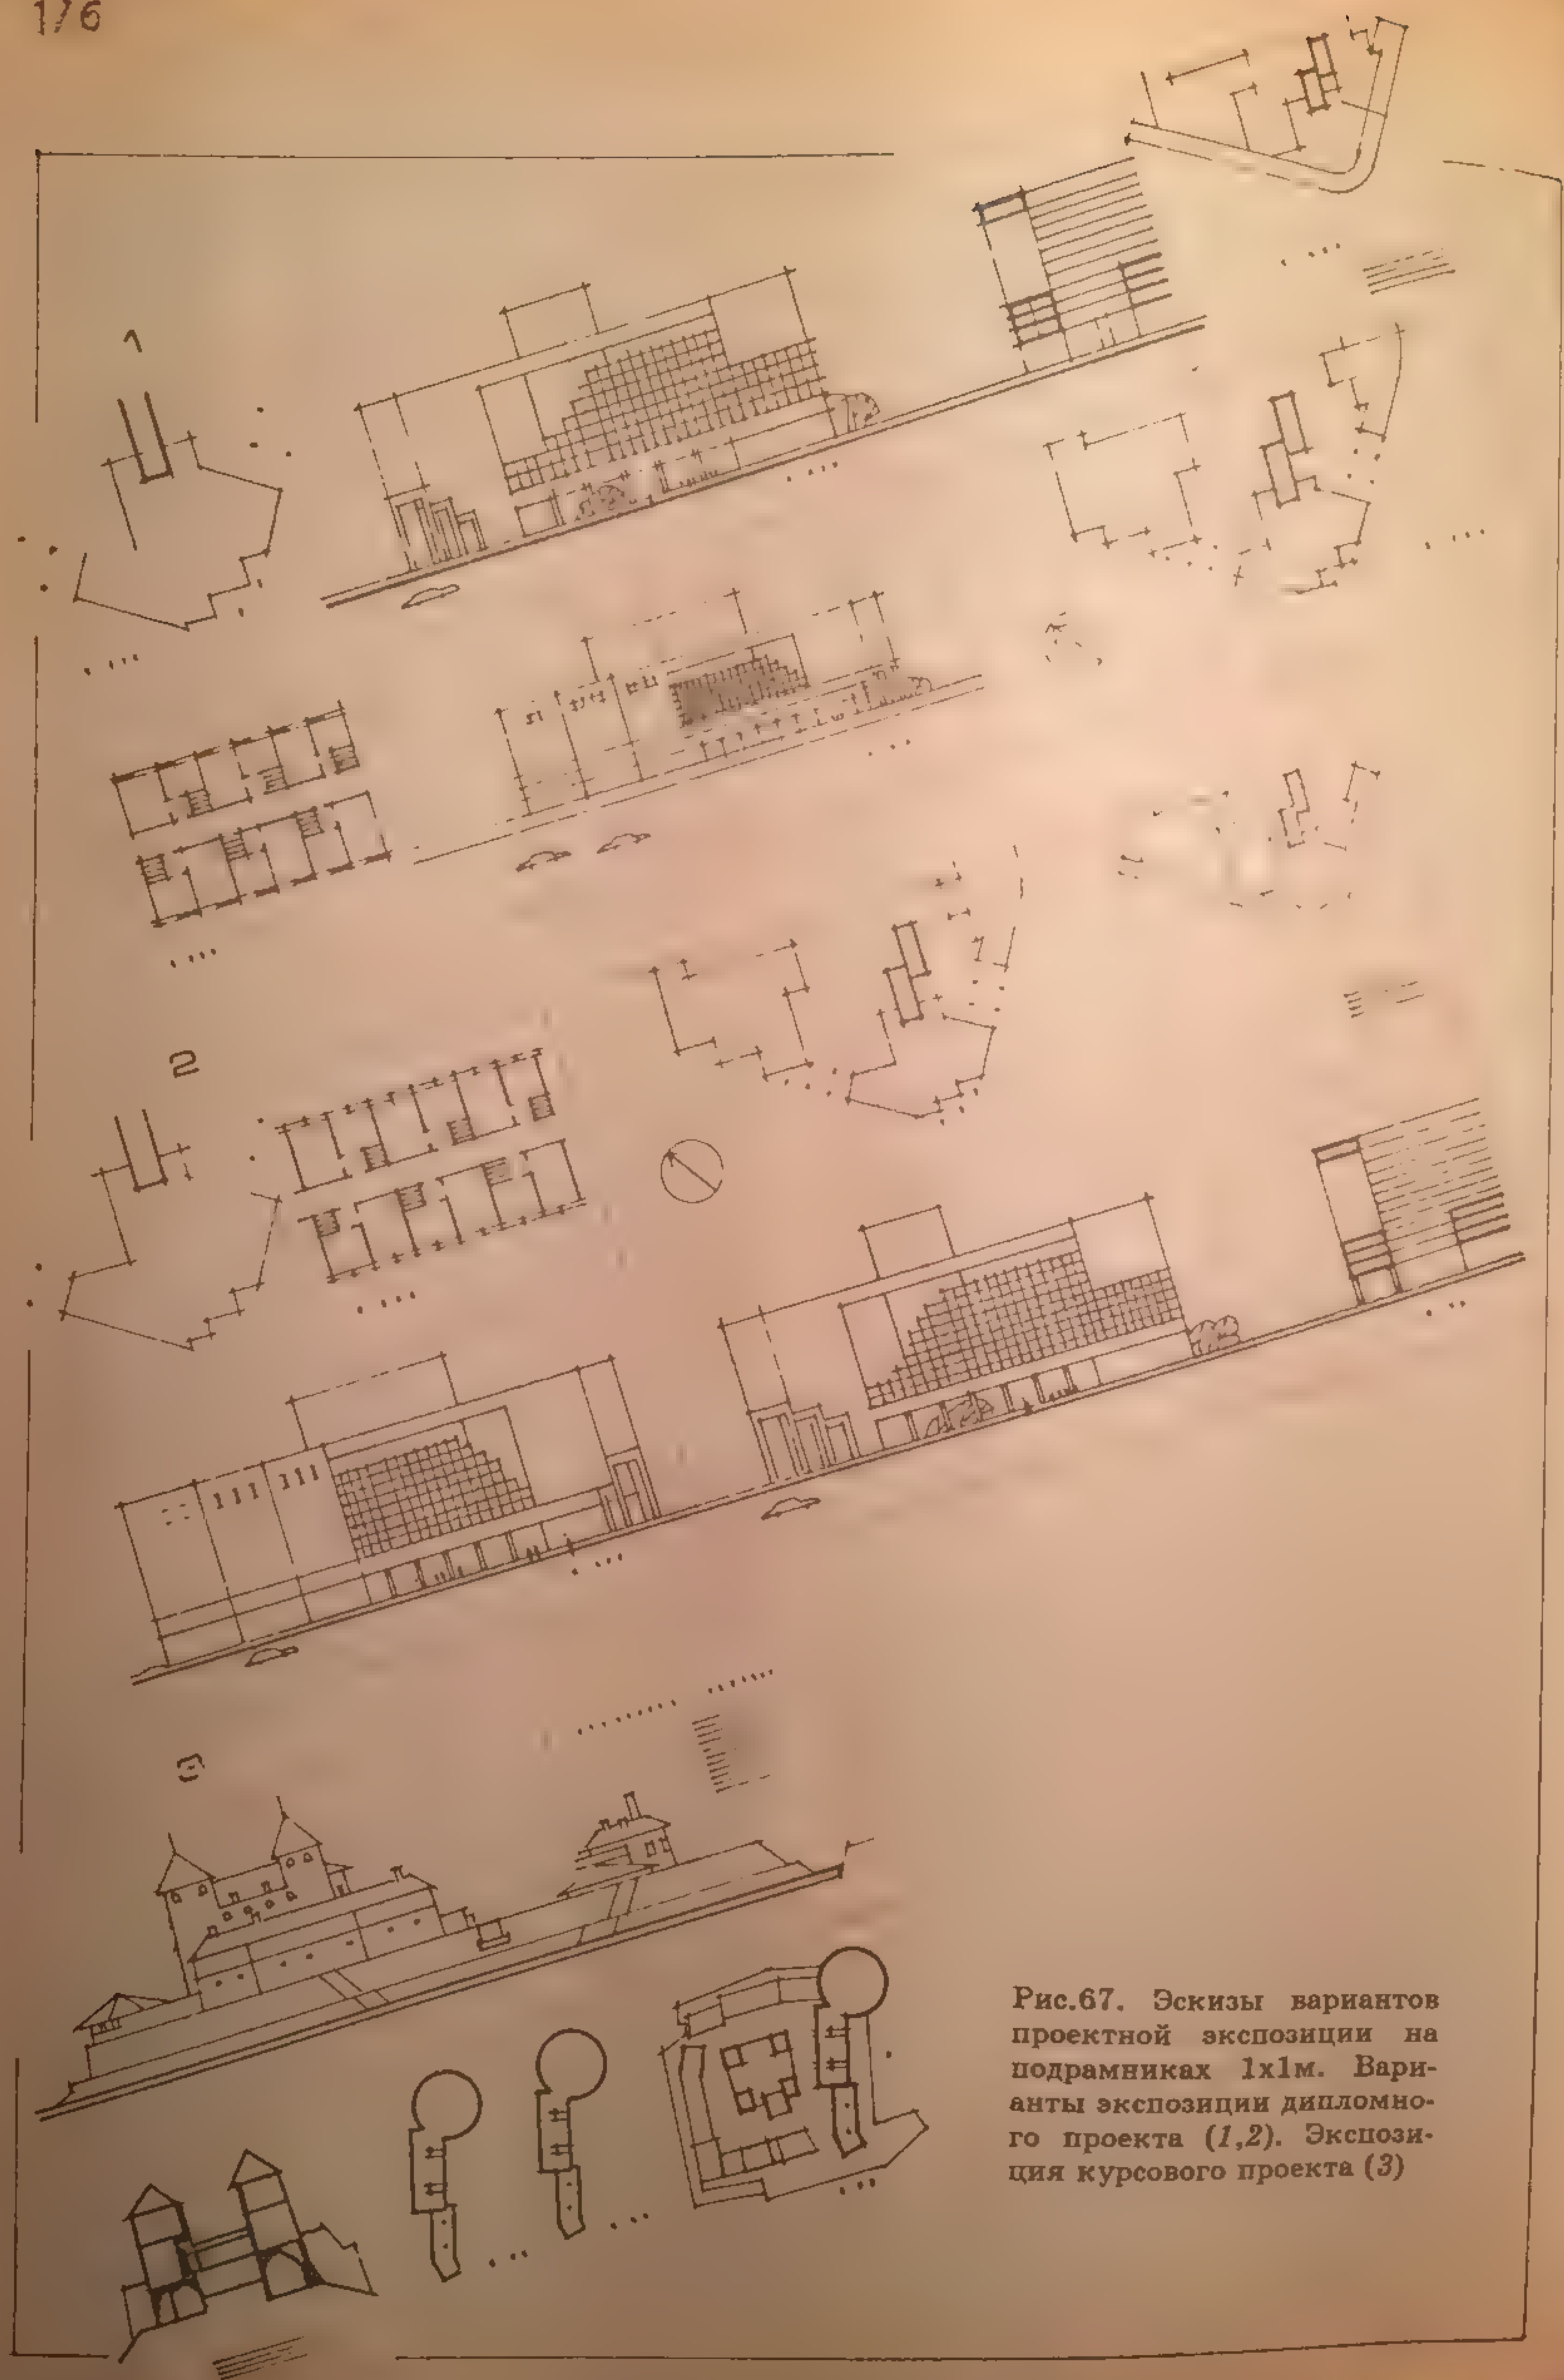 176
1
2
3
Рис.67. Эскизы вариантов
проектной экспозиции на
подрамниках 1x1м. Вари-
анты экспозиции дипломно-
го проекта (1,2). Экспози-
ция курсового проекта (3)